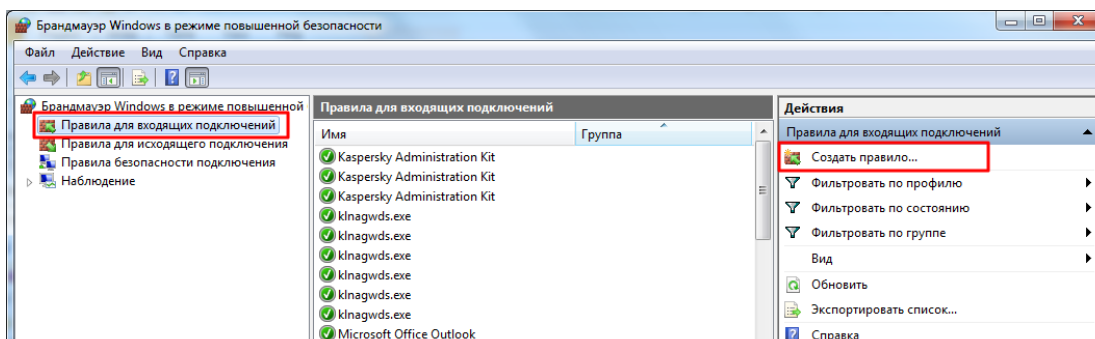 Брандмауэр Windows в режиме повышенной безопасности
Файл Действие Вид Справка
Брандмауэр Windows в режиме повышенной
Правила для входящих подключений
Правила для исходящего подключения
Правила безопасности подключения
Наблюдение
Правила для входящих подключений
Имя Группа
Kaspersky Administration Kit
Kaspersky Administration Kit
Kaspersky Administration Kit
klnagwds.exe
klnagwds.exe
klnagwds.exe
klnagwds.exe
klnagwds.exe
klnagwds.exe
Microsoft Office Outlook
Действия
Правила для входящих подключений
Создать правило...
Фильтровать по профилю
Фильтровать по состоянию
Фильтровать по группе
Вид
Обновить
Экспортировать список...
Справка